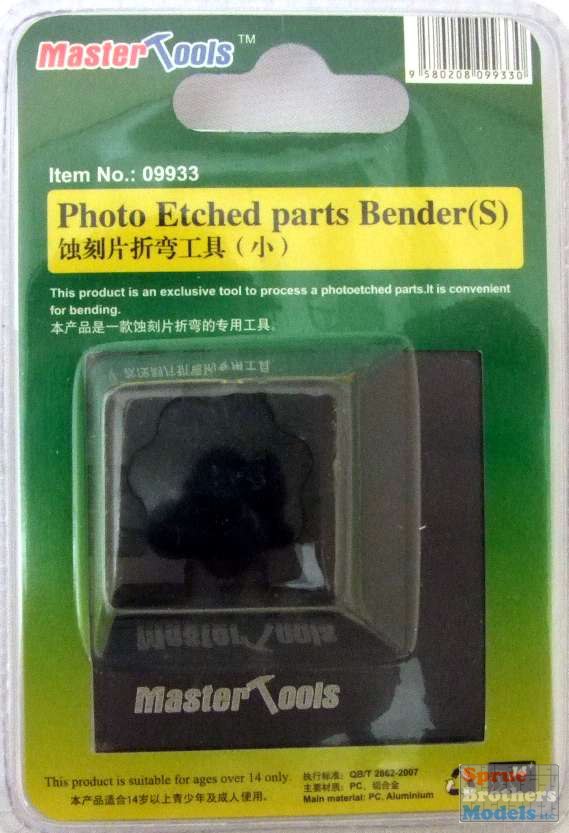 Master Tools™
9 580208 099330
Item No.: 09933
Photo Etched parts Bender(S)
蚀刻片折弯工具（小）
This product is an exclusive tool to process a photoetched parts.It is convenient
for bending.
本产品是一款蚀刻片折弯的专用工具。
Master Tools
Master Tools
This product is suitable for ages over 14 only.
本产品适合14岁以上青少年及成人使用。
执行标准: QB/T 2662-2007
主要材料: PC, 铝合金
Main material: PC, Aluminium
Sprue
Brothers
Models LLC